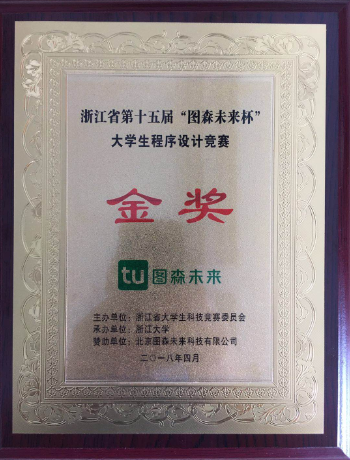 浙江省第十五届“图森未来杯”
大学生程序设计竞赛
金奖
tu 图森未来
主办单位：浙江省大学生科技竞赛委员会
承办单位：浙江大学
赞助单位：北京图森未来科技有限公司
二〇一八年四月